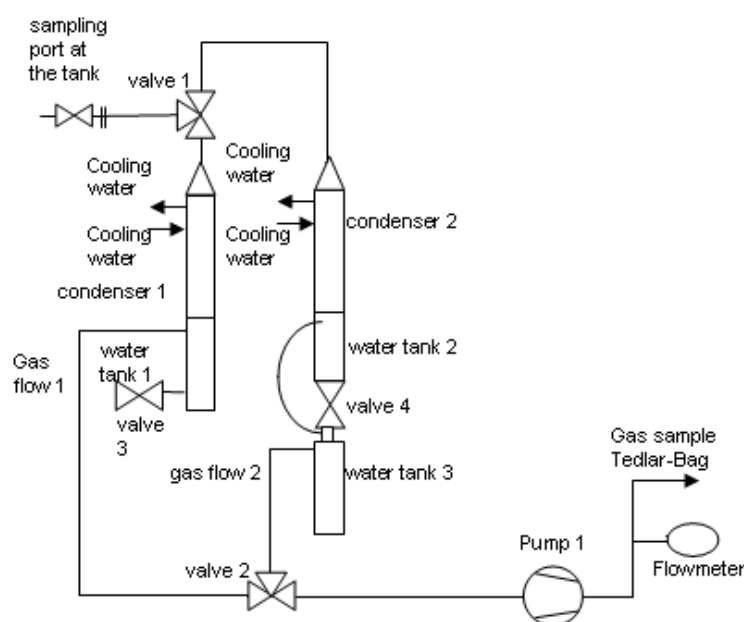 sampling
port at
the tank
valve 1
Cooling
water
Cooling
water
condenser 1
Cooling
water
Cooling
water
condenser 2
Gas
flow 1
water
tank 1
valve
3
water tank 2
valve 4
gas flow 2
water tank 3
valve 2
Pump 1
Gas sample
Tedlar-Bag
Flowmeter